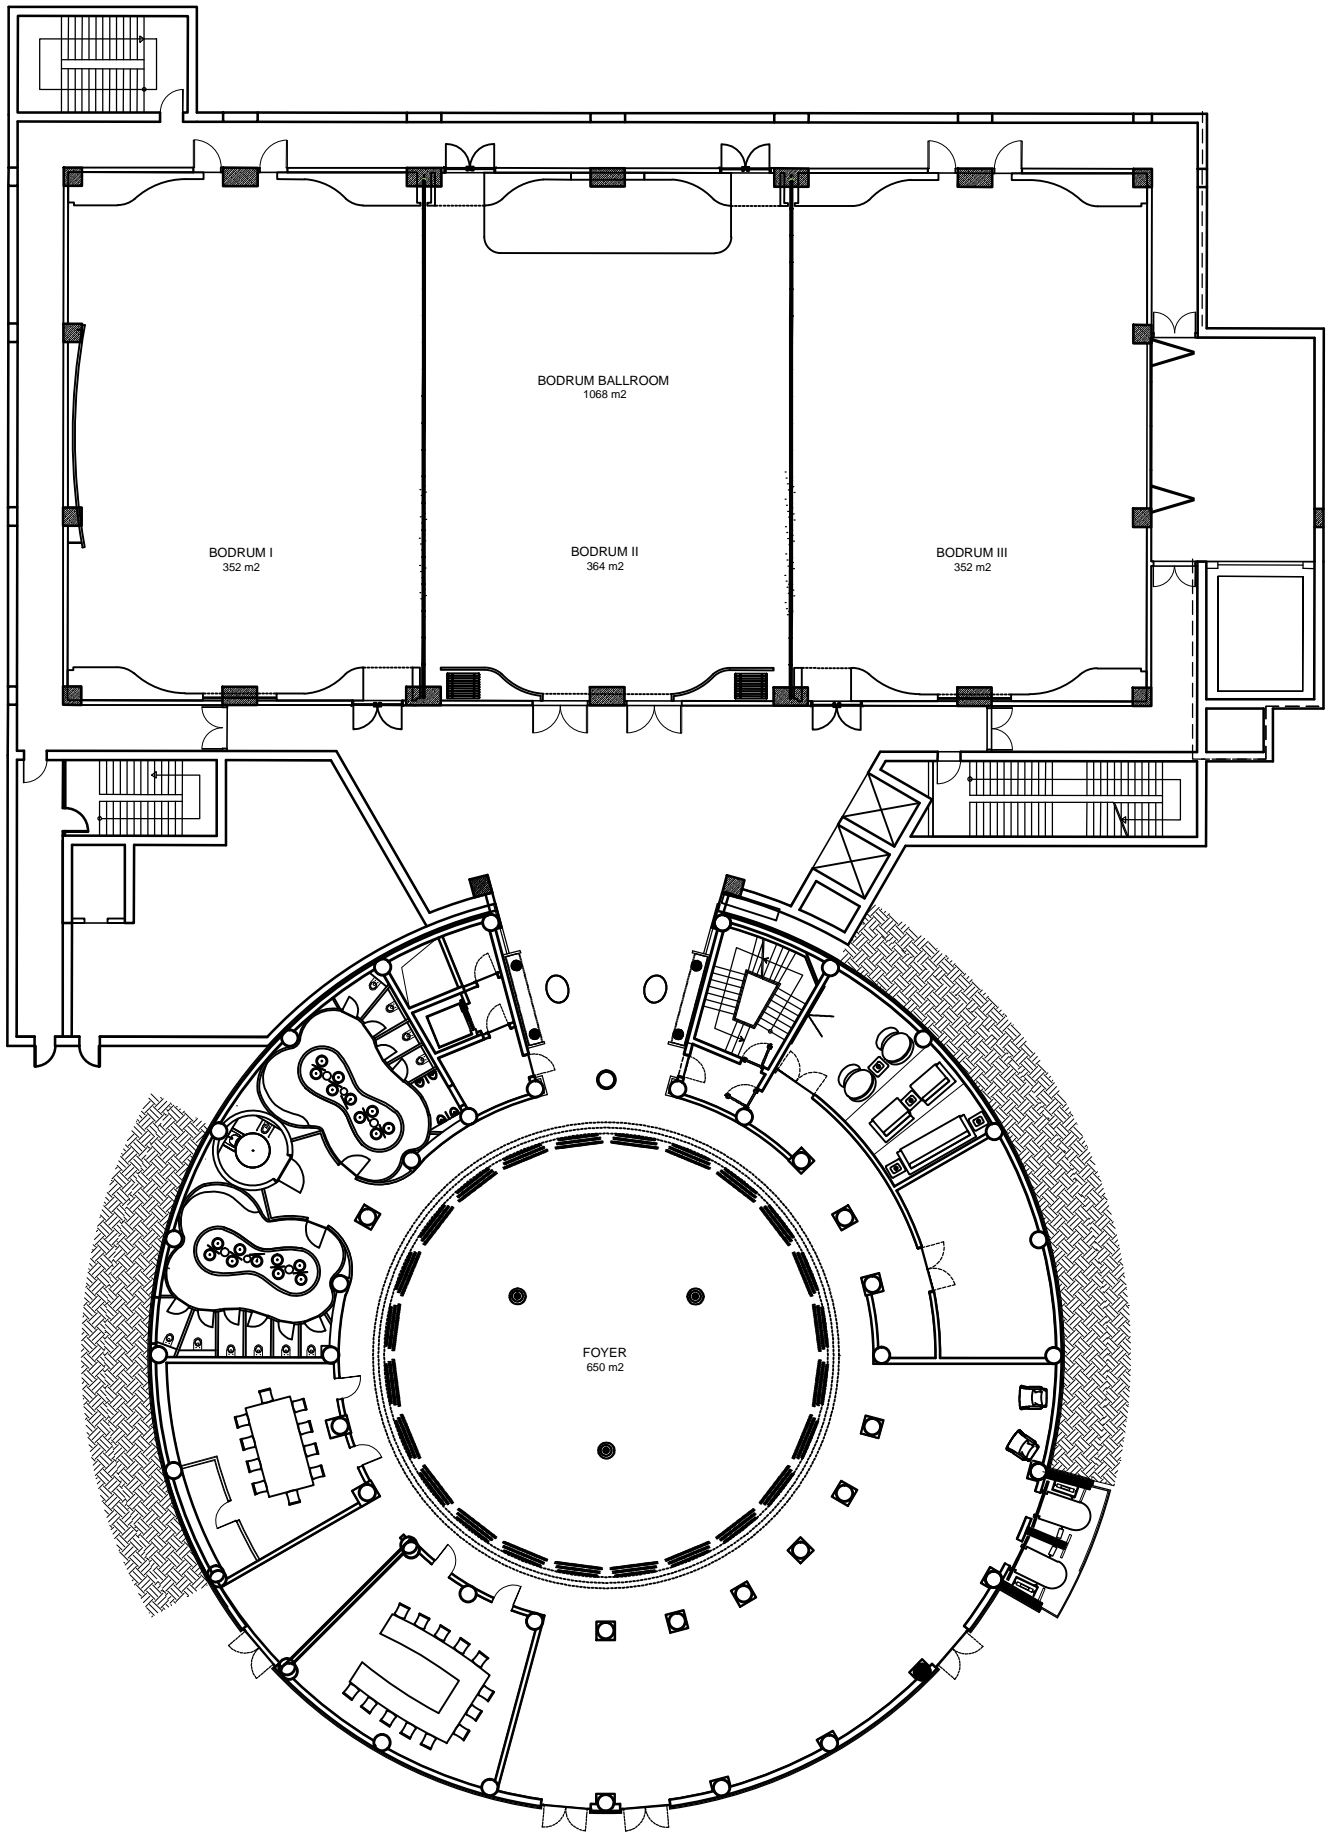 BODRUM BALLROOM
1068 m2
BODRUM I
352 m2
BODRUM II
364 m2
BODRUM III
352 m2
FOYER
650 m2